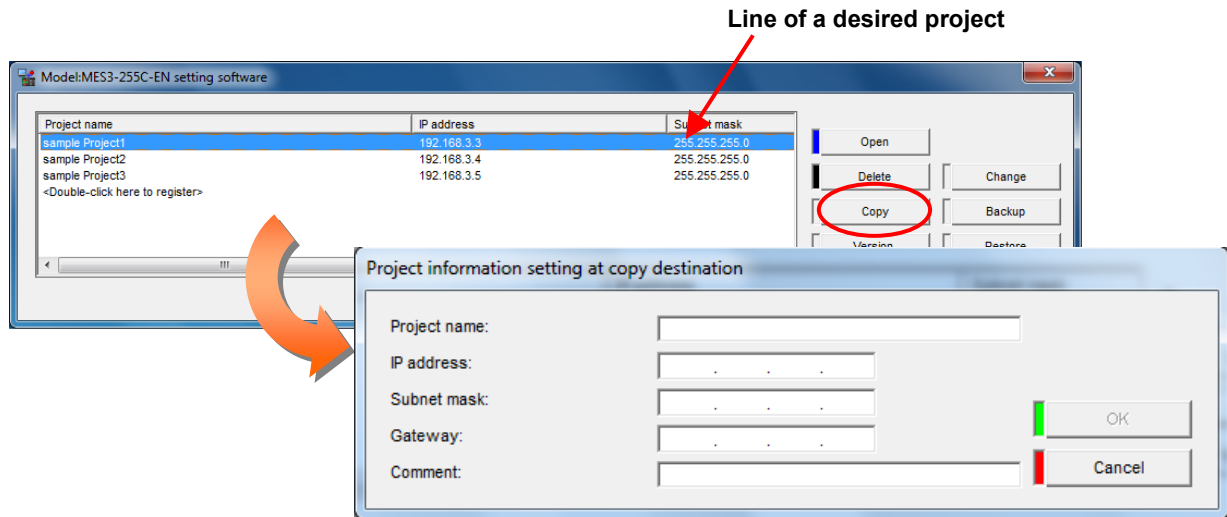 Line of a desired project
Model:MES3-255C-EN setting software
Project name IP address Subnet mask
sample Project1 192.168.3.3 255.255.255.0
sample Project2 192.168.3.4 255.255.255.0
sample Project3 192.168.3.5 255.255.255.0
<Double-click here to register>
Open
Delete Change
Copy Backup
Version Restore
Project information setting at copy destination
Project name:
IP address: . . .
Subnet mask: . . .
Gateway: . . .
Comment:
OK
Cancel